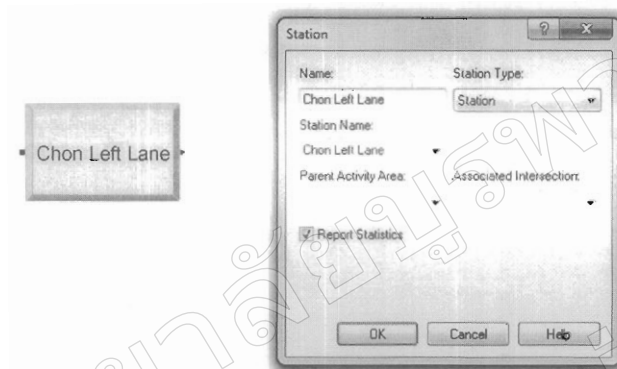 Chon Left Lane
Station
Name:
Station Type:
Chon Left Lane
Station
Station Name:
Chon Left Lane
Parent Activity Area:
Associated Intersection:
Report Statistics
OK
Cancel
Help